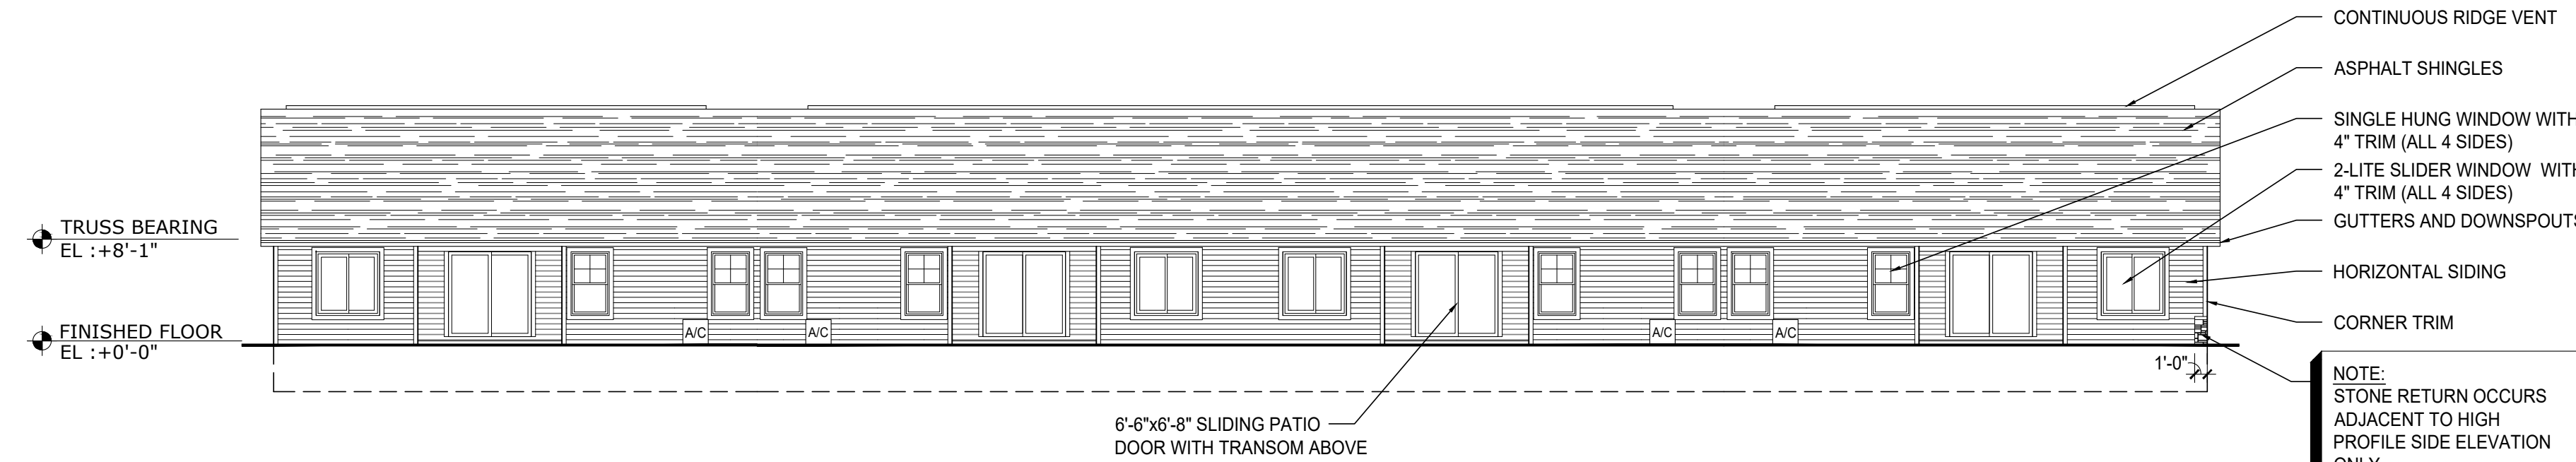 CONTINUOUS RIDGE VENT
ASPHALT SHINGLES
SINGLE HUNG WINDOW WITH
4" TRIM (ALL 4 SIDES)
2-LITE SLIDER WINDOW WITH
4" TRIM (ALL 4 SIDES)
GUTTERS AND DOWNSPOUTS
HORIZONTAL SIDING
CORNER TRIM
TRUSS BEARING
EL :+8'-1"
FINISHED FLOOR
EL :+0'-0"
A/C
A/C
A/C
A/C
1'-0"
6'-6"x6'-8" SLIDING PATIO
DOOR WITH TRANSOM ABOVE
NOTE:
STONE RETURN OCCURS
ADJACENT TO HIGH
PROFILE SIDE ELEVATION
ONLY